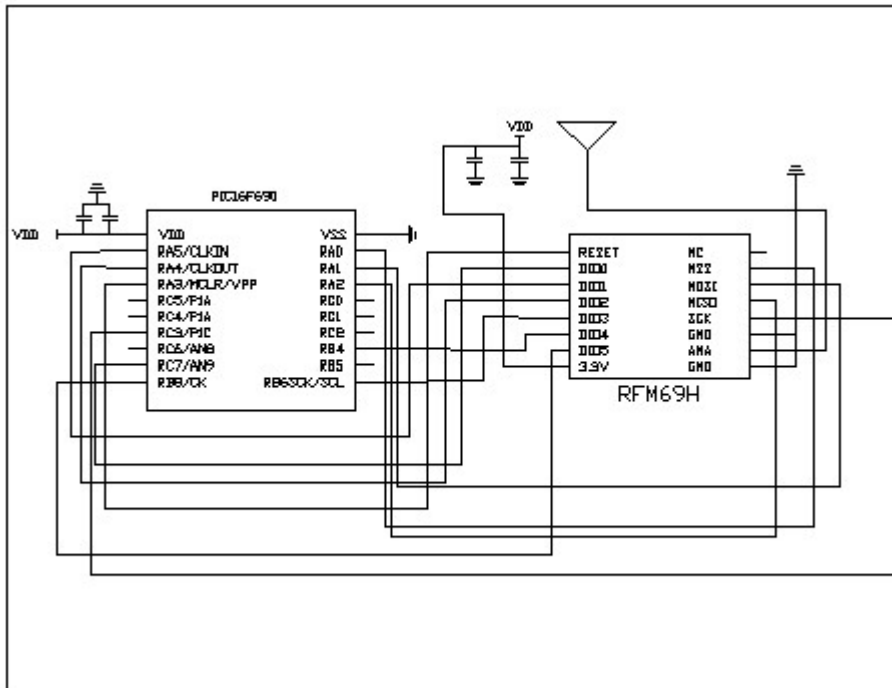 VDD
PIC16F690
VDD
VDD
RA5/CLKIN
RA4/CLKOUT
RA3/MCLR/VPP
RC5/P1A
RC4/P1A
RC3/P1C
RC6/AN8
RC7/AN9
RB8/CK
VSS
RA0
RA1
RA2
RC0
RC1
RC2
RB4
RB5
RB6SCK/SCL
RESET
DIO0
DIO1
DIO2
DIO3
DIO4
DIO5
3.3V
NC
NSS
MOSI
MISO
SCK
GND
ANA
GND
RFM69H